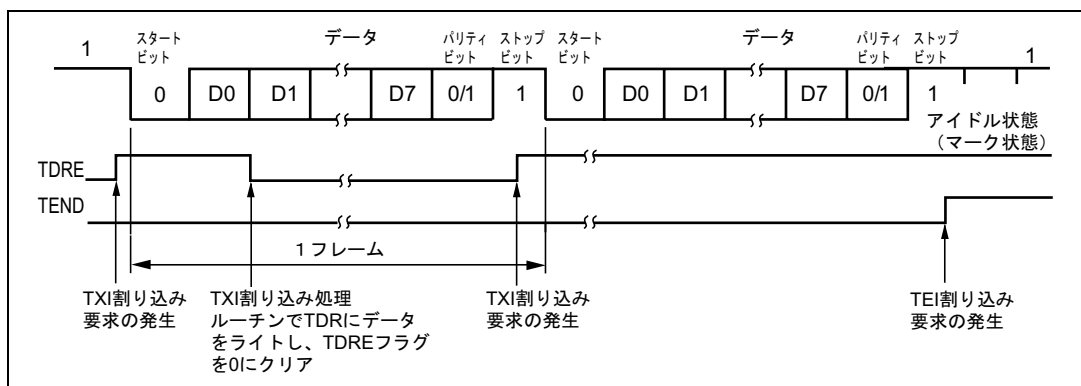 1 スタート ビット データ パリティ ビット ストップ ビット スタート ビット データ パリティ ビット ストップ ビット 1
0 D0 D1 D7 0/1 1 0 D0 D1 D7 0/1 1
アイドル状態
（マーク状態）
TDRE
TEND
1フレーム
TXI割り込み
要求の発生
TXI割り込み処理
ルーチンでTDRにデータ
をライトし、TDREフラグ
を0にクリア
TXI割り込み
要求の発生
TEI割り込み
要求の発生